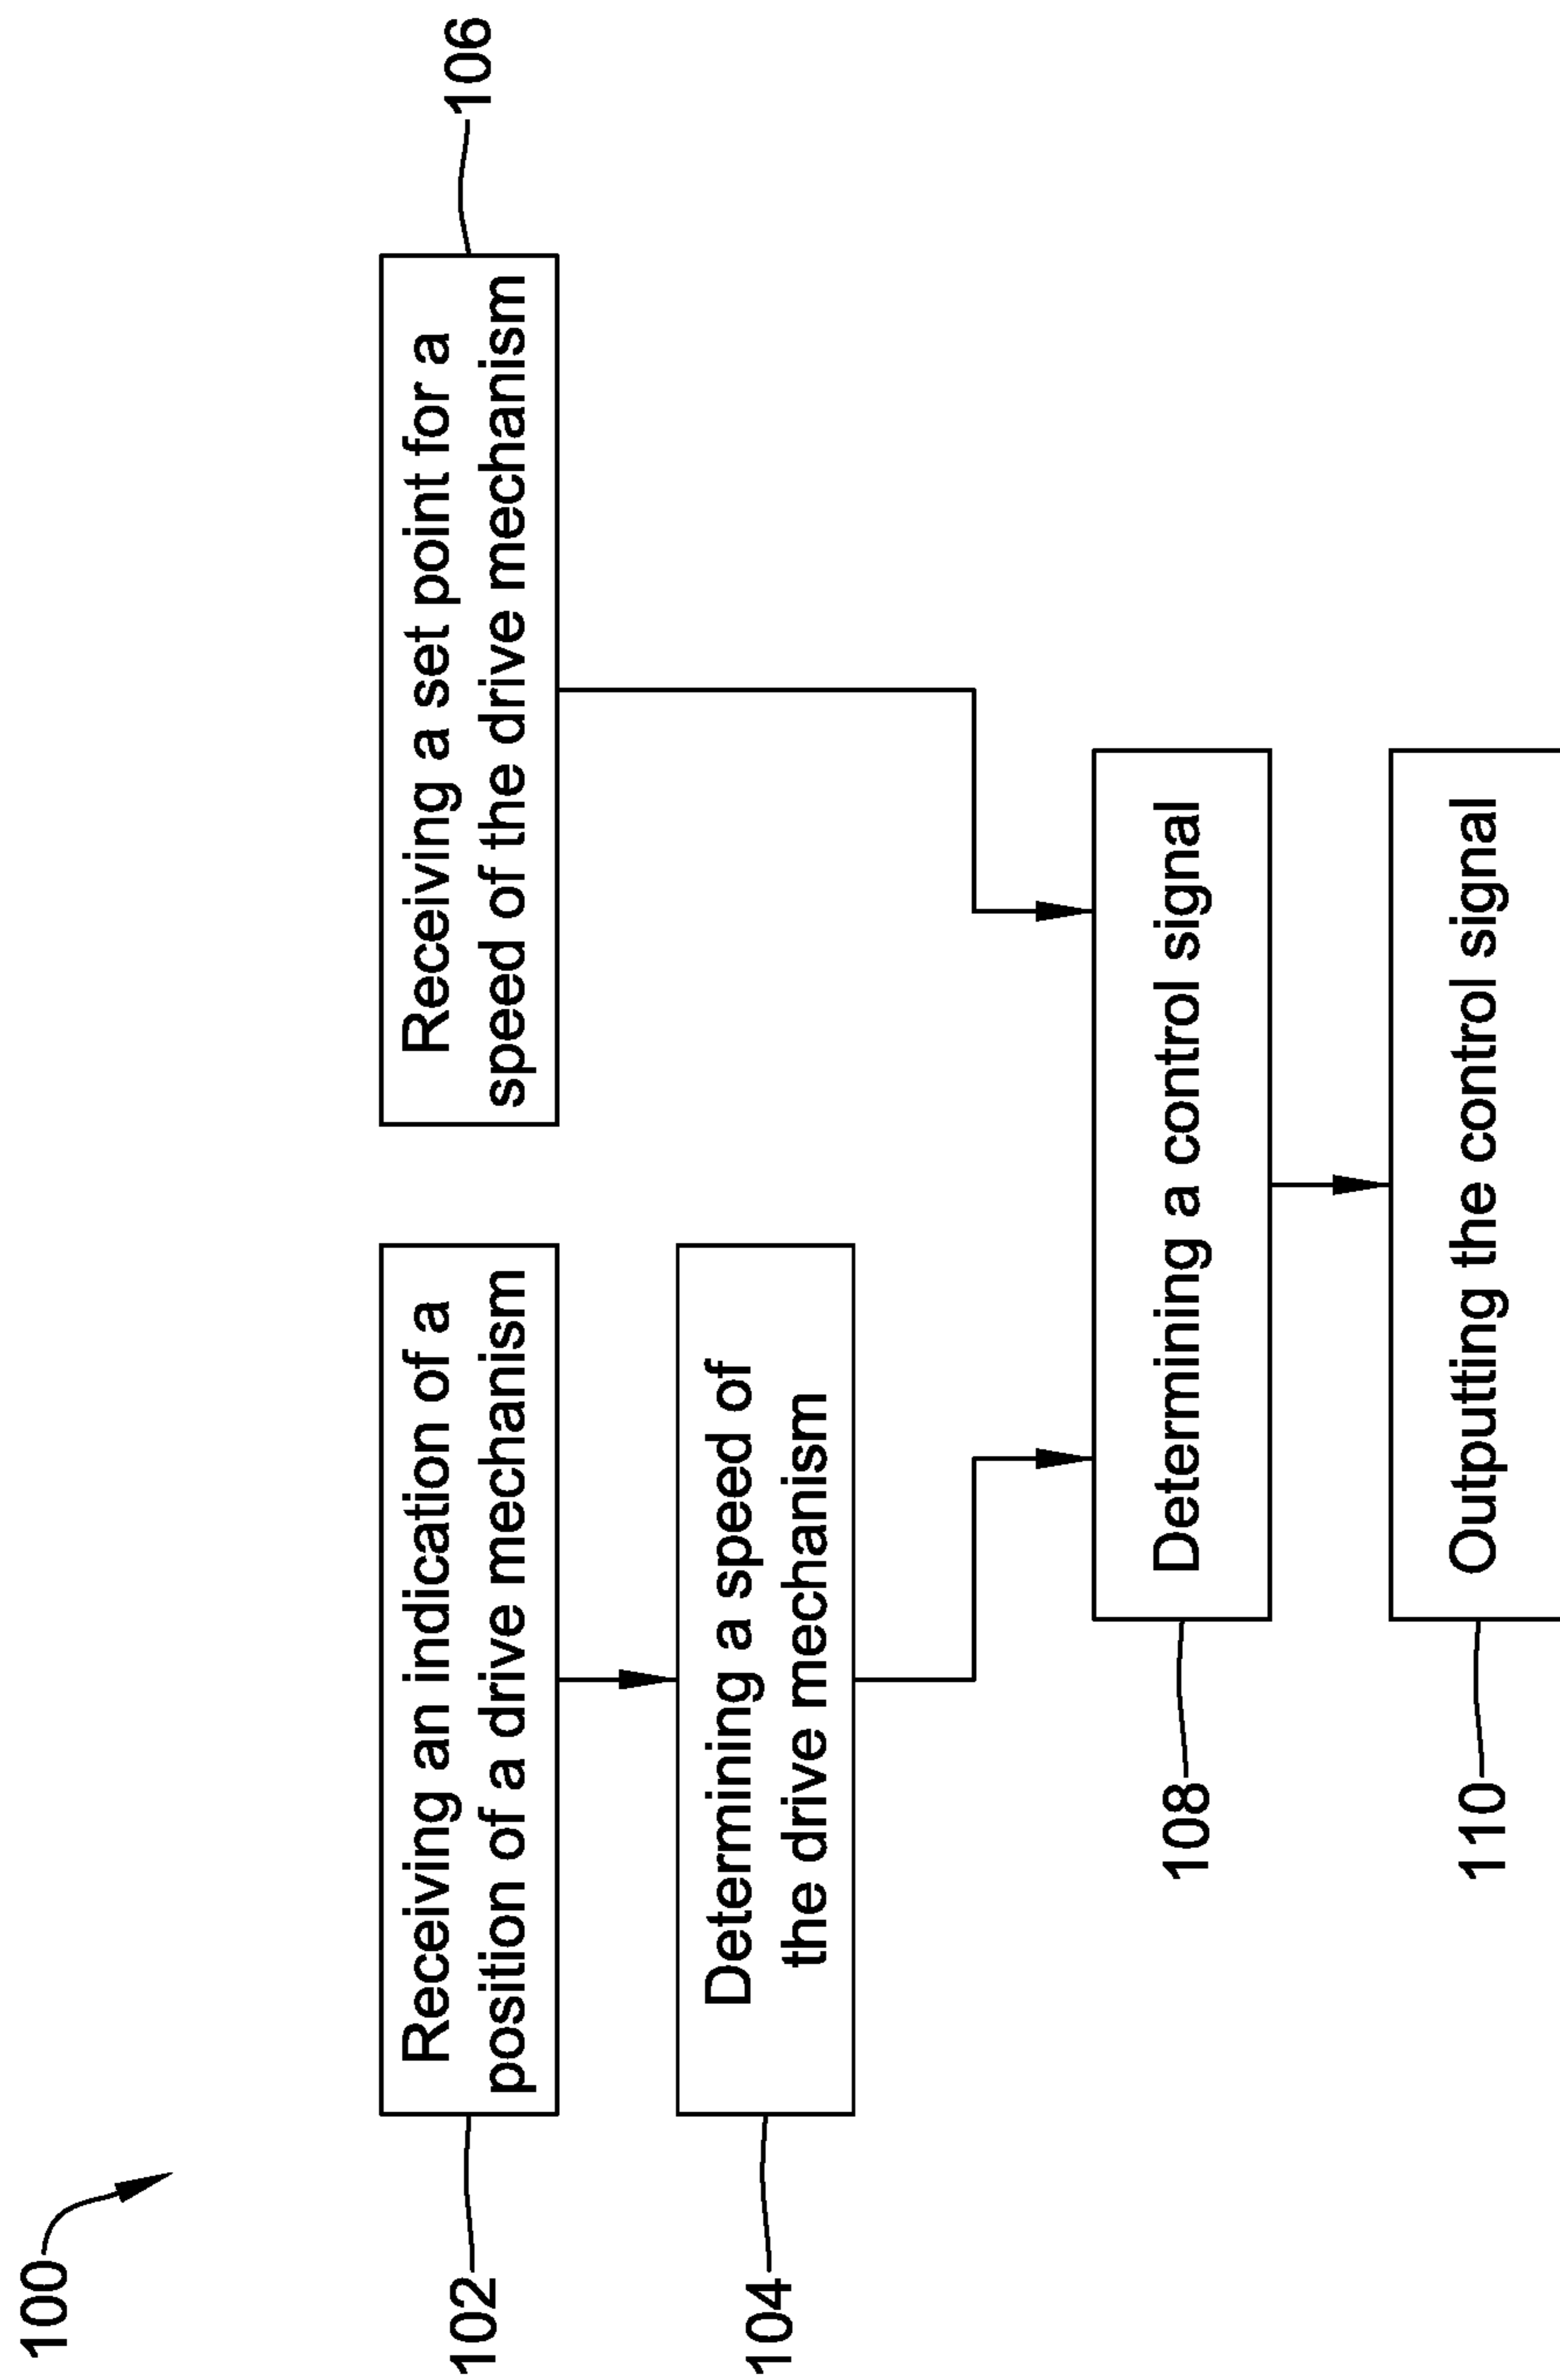 100
102
Receiving an indication of a
position of a drive mechanism
Receiving a set point for a
speed of the drive mechanism
106
104
Determining a speed of
the drive mechanism
108
Determining a control signal
110
Outputting the control signal